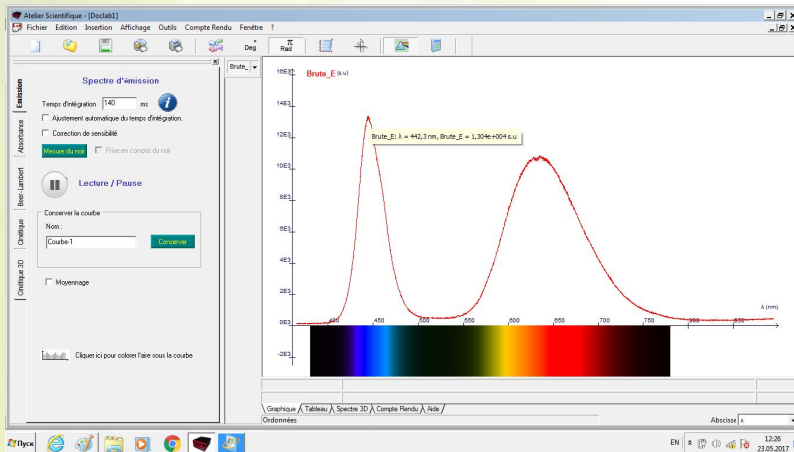 Atelier Scientifique - [Doclab1]
Fichier Edition Insertion Affichage Outils Compte Rendu Fenêtre ?
Deg
π
Rad
Emission
Absorbance
Beer-Lambert
Cinétique
Cinétique 3D
Spectre d'émission
Temps d'intégration 140 ms
Ajustement automatique du temps d'intégration.
Correction de sensibilité
Mesure du noir Prise en compte du noir
Lecture / Pause
Conserver la courbe
Nom :
Courbe-1 Conserver
Moyennage
Cliquer ici pour colorer l'aire sous la courbe
Brute_
Brute_E (s.u)
16E3
14E3
12E3
10E3
8E3
6E3
4E3
2E3
0E3
-2E3
Brute_E: λ = 442,3 nm, Brute_E = 1,304e+004 s.u
λ (nm)
400 450 500 550 600 650 700 750 800 850
Graphique Tableau Spectre 3D Compte Rendu Aide
Ordonnées
Abscisse λ
Пуск
EN
12:26
23.05.2017